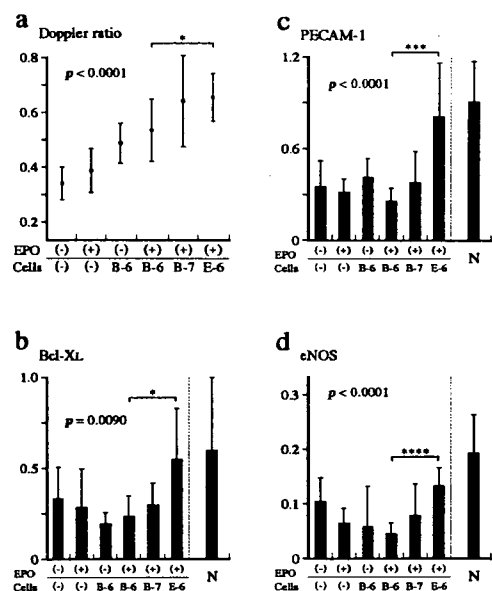 a
Doppler ratio
*
p < 0.0001
0.8
0.6
0.4
0.2
EPO (-) (+) (-) (+) (+) (+)
Cells (-) (-) B-6 B-6 B-7 E-6
c
PECAM-1
***
p < 0.0001
1.2
0.6
0
EPO (-) (+) (-) (+) (+) (+)
Cells (-) (-) B-6 B-6 B-7 E-6
N
b
Bcl-XL
*
p = 0.0090
1.0
0.5
0
EPO (-) (+) (-) (+) (+) (+)
Cells (-) (-) B-6 B-6 B-7 E-6
N
d
eNOS
p < 0.0001
****
0.3
0.2
0.1
0
EPO (-) (+) (-) (+) (+) (+)
Cells (-) (-) B-6 B-6 B-7 E-6
N